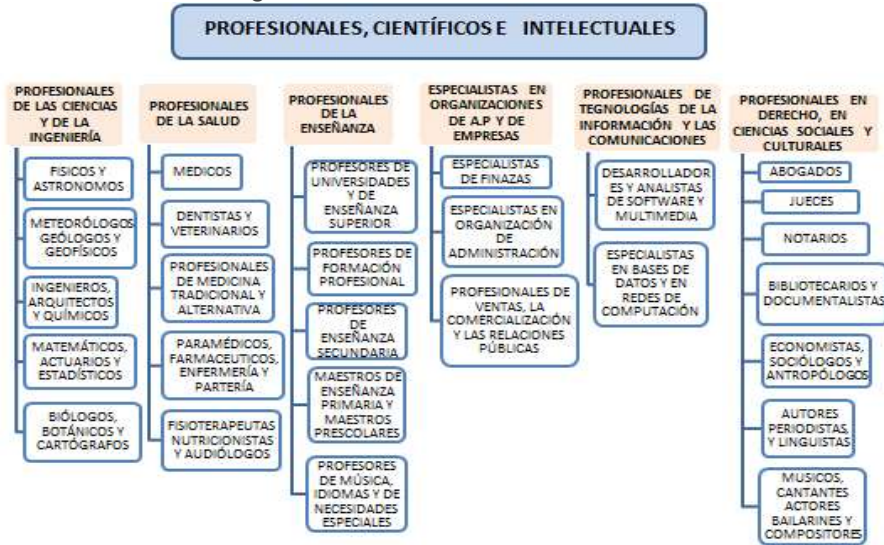 PROFESIONALES, CIENTÍFICOS E INTELECTUALES
PROFESIONALES
DE LAS CIENCIAS
Y DE LA
INGENIERÍA
FISICOS Y
ASTRONOMOS
METEORÓLOGOS
GEÓLOGOS Y
GEOFÍSICOS
INGENIEROS,
ARQUITECTOS
Y QUÍMICOS
MATEMÁTICOS,
ACTUARIOS Y
ESTADÍSTICOS
BIÓLOGOS,
BOTÁNICOS Y
CARTÓGRAFOS
PROFESIONALES
DE LA SALUD
MEDICOS
DENTISTAS Y
VETERINARIOS
PROFESIONALES
DE MEDICINA
TRADICIONAL Y
ALTERNATIVA
PARAMÉDICOS,
FARMACEUTICOS,
ENFERMERÍA Y
PARTERÍA
FISIOTERAPEUTAS
NUTRICIONISTAS
Y AUDIÓLOGOS
PROFESIONALES
DE LA
ENSEÑANZA
PROFESORES DE
UNIVERSIDADES
Y DE
ENSEÑANZA
SUPERIOR
PROFESORES DE
FORMACIÓN
PROFESIONAL
PROFESORES
DE
ENSEÑANZA
SECUNDARIA
MAESTROS DE
ENSEÑANZA
PRIMARIA Y
MAESTROS
PRESCOLARES
PROFESORES
DE MÚSICA,
IDIOMAS Y DE
NECESIDADES
ESPECIALES
ESPECIALISTAS EN
ORGANIZACIONES
DE A.P Y DE
EMPRESAS
ESPECIALISTAS
DE FINAZAS
ESPECIALISTAS EN
ORGANIZACIÓN
DE
ADMINISTRACIÓN
PROFESIONALES DE
VENTAS, LA
COMERCIALIZACIÓN
Y LAS RELACIONES
PÚBLICAS
PROFESIONALES DE
TEGNOLOGÍAS DE LA
INFORMACIÓN Y LAS
COMUNICACIONES
DESARROLLADOR
ES Y ANALISTAS
DE SOFTWARE Y
MULTIMEDIA
ESPECIALISTAS
EN BASES DE
DATOS Y EN
REDES DE
COMPUTACIÓN
PROFESIONALES EN
DERECHO, EN
CIENCIAS SOCIALES Y
CULTURALES
ABOGADOS
JUECES
NOTARIOS
BIBLIOTECARIOS Y
DOCUMENTALISTAS
ECONOMISTAS,
SOCIÓLOGOS Y
ANTROPÓLOGOS
AUTORES
PERIODISTAS,
Y LINGUISTAS
MUSICOS,
CANTANTES
ACTORES
BAILARINES Y
COMPOSITORES